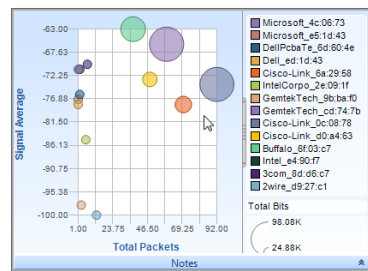 -63.00
-67.63
-72.25
-76.88
-81.50
-86.13
-90.75
-95.38
-100.00
Signal Average
1.00 23.75 46.50 69.25 92.00
Total Packets
Microsoft_4c:06:73
Microsoft_e5:1d:43
DellPcbaTe_6d:60:4e
Dell_ed:1d:43
Cisco-Link_6a:29:58
IntelCorpo_2e:09:1f
GemtekTech_9b:ba:f0
GemtekTech_cd:74:7b
Cisco-Link_0c:08:78
Cisco-Link_d0:a4:63
Buffalo_6f:03:c7
Intel_e4:90:f7
3com_8d:d6:c7
2wire_d9:27:c1
Total Bits
98.08K
24.88K
Notes